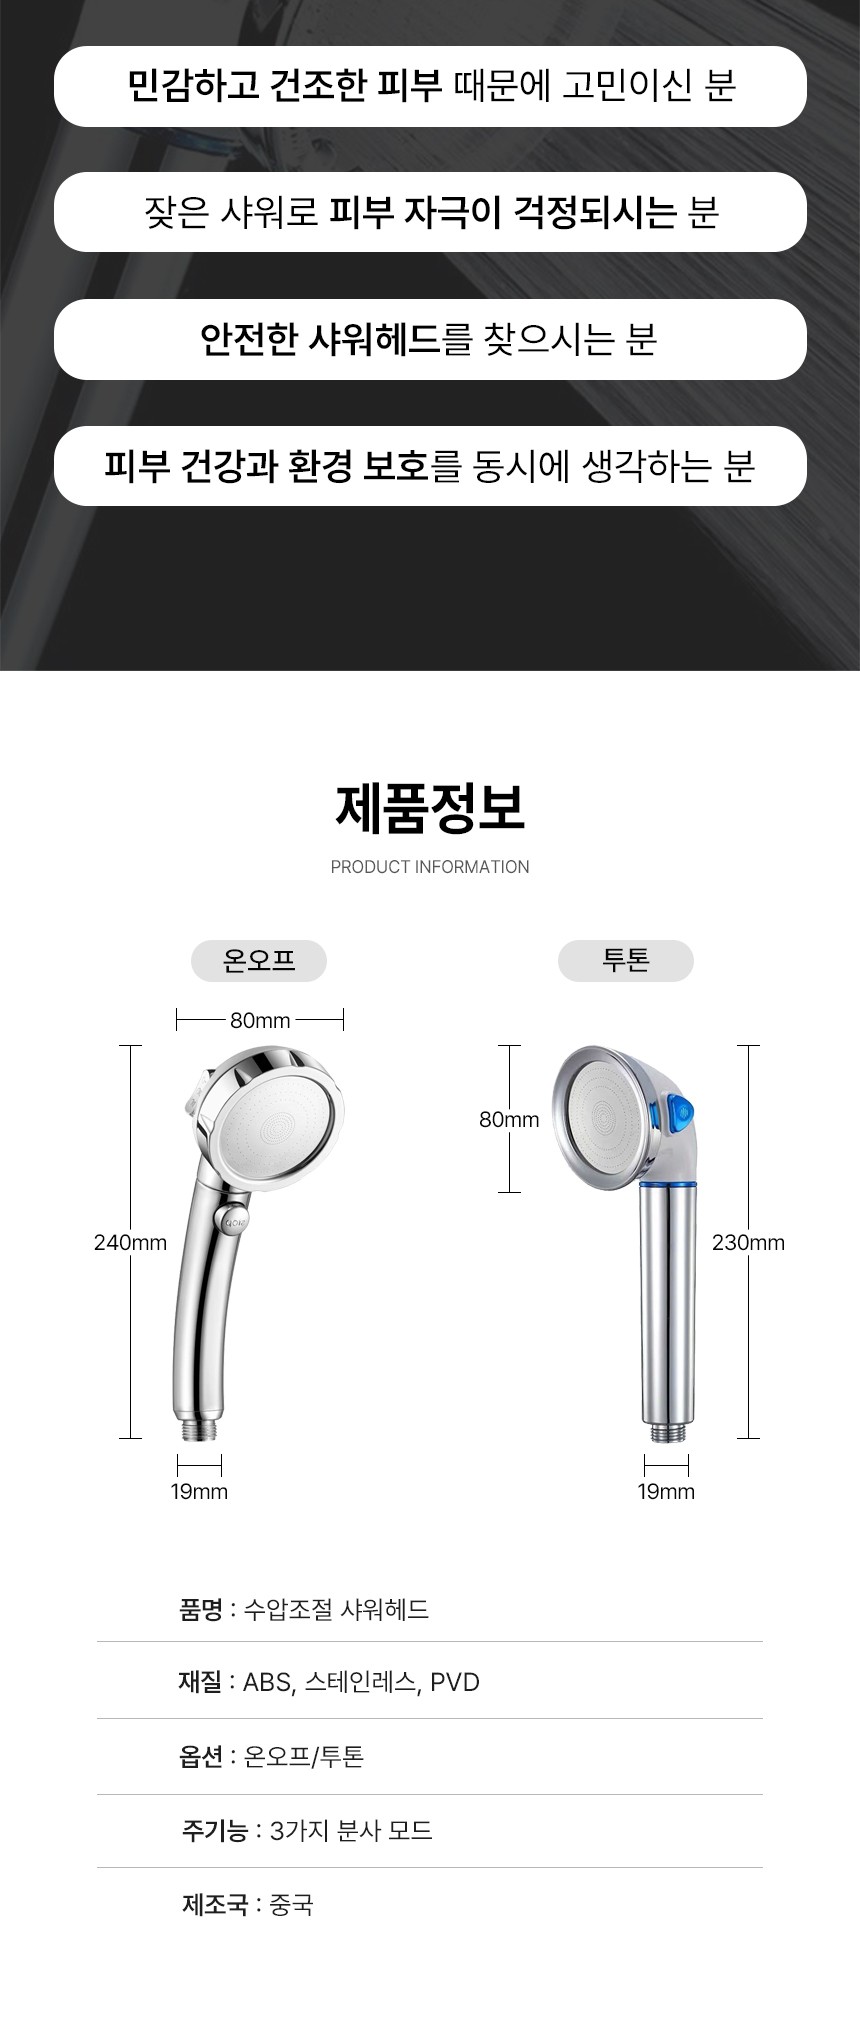 민감하고 건조한 피부 때문에 고민이신 분
잦은 샤워로 피부 자극이 걱정되시는 분
안전한 샤워헤드를 찾으시는 분
피부 건강과 환경 보호를 동시에 생각하는 분
제품정보
PRODUCT INFORMATION
온오프
투톤
80mm
80mm
240mm
230mm
19mm
19mm
품명 : 수압조절 샤워헤드
재질 : ABS, 스테인레스, PVD
옵션 : 온오프/투톤
주기능 : 3가지 분사 모드
제조국 : 중국